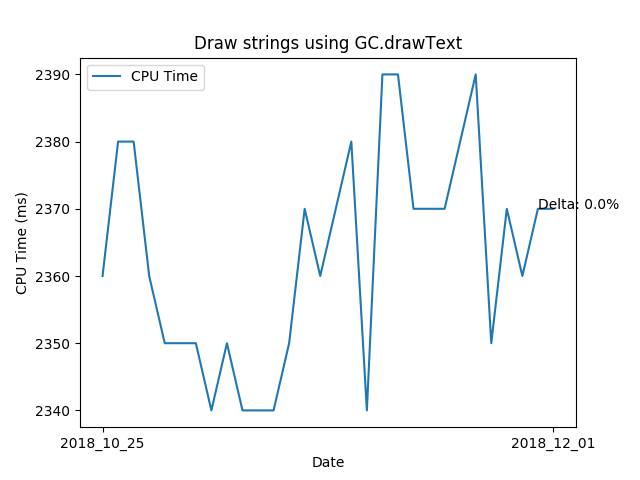 Draw strings using GC.drawText
CPU Time
2390
2380
2370
2360
2350
2340
CPU Time (ms)
Delta: 0.0%
2018_10_25
2018_12_01
Date